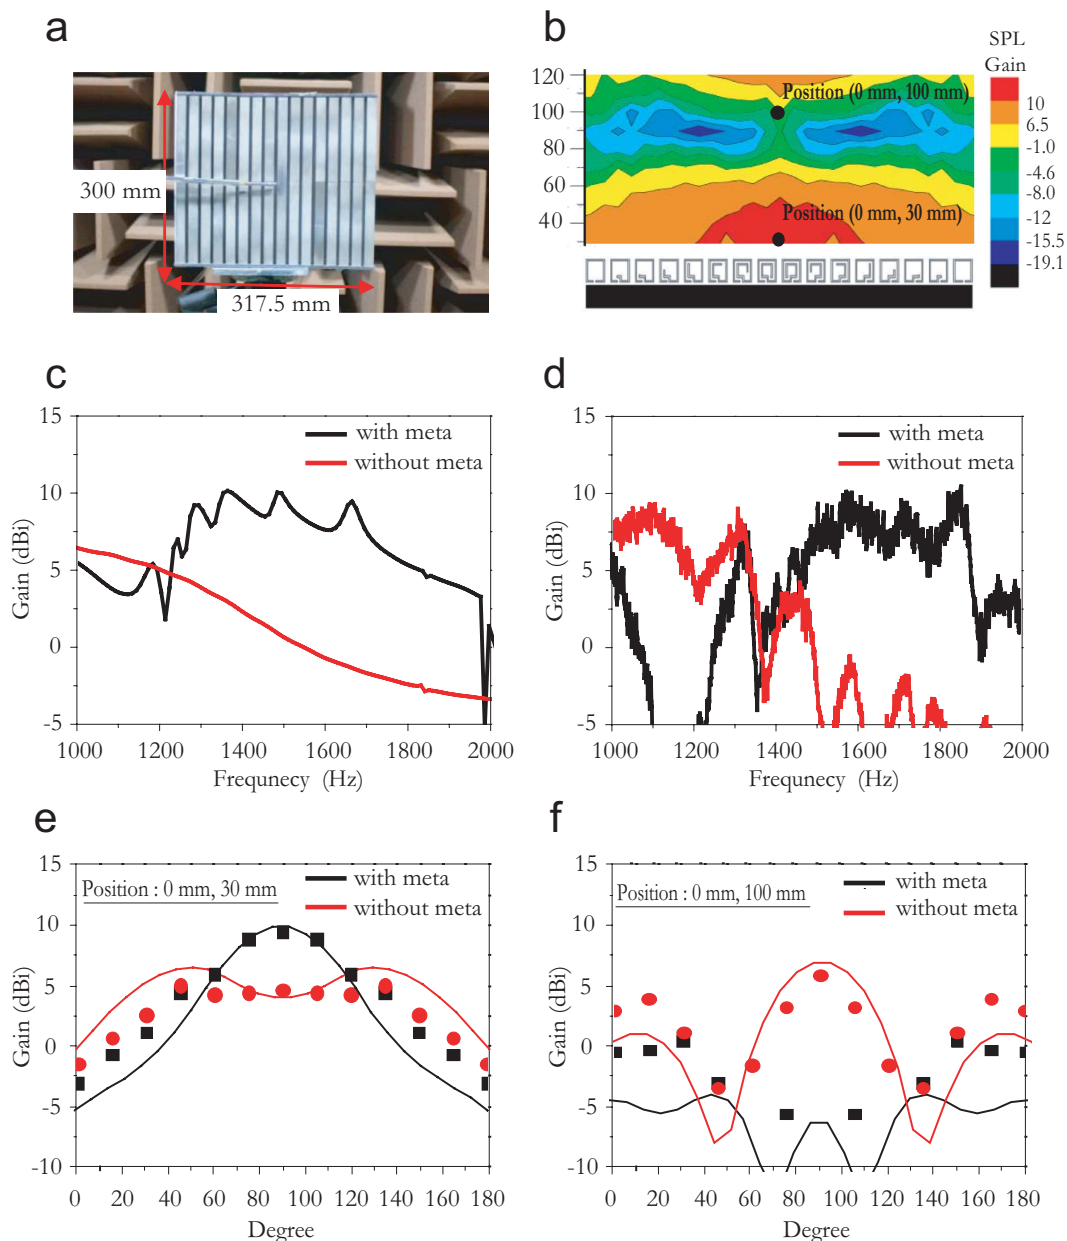 a
300 mm
317.5 mm
b
SPL
Gain
120
100
80
60
40
Position (0 mm, 100 mm)
Position (0 mm, 30 mm)
10
6.5
-1.0
-4.6
-8.0
-12
-15.5
-19.1
c
15
10
5
0
-5
Gain (dBi)
with meta
without meta
1000 1200 1400 1600 1800 2000
Frequnecy (Hz)
d
15
10
5
0
-5
Gain (dBi)
with meta
without meta
1000 1200 1400 1600 1800 2000
Frequnecy (Hz)
e
15
10
5
0
-5
-10
Gain (dBi)
Position : 0 mm, 30 mm
with meta
without meta
0 20 40 60 80 100 120 140 160 180
Degree
f
15
10
5
0
-5
-10
Gain (dBi)
Position : 0 mm, 100 mm
with meta
without meta
0 20 40 60 80 100 120 140 160 180
Degree